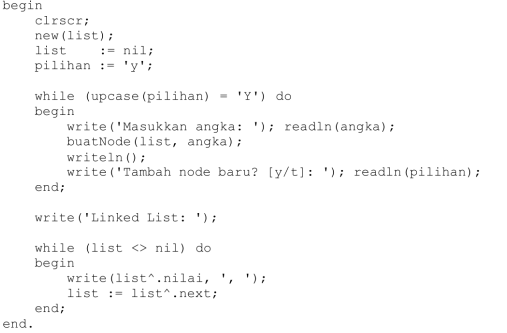 begin
    clrscr;
    new(list);
    list    := nil;
    pilihan := 'y';

    while (upcase(pilihan) = 'Y') do
    begin
        write('Masukkan angka: '); readln(angka);
        buatNode(list, angka);
        writeln();
        write('Tambah node baru? [y/t]: '); readln(pilihan);
    end;

    write('Linked List: ');

    while (list <> nil) do
    begin
        write(list^.nilai, ', ');
        list := list^.next;
    end;
end.